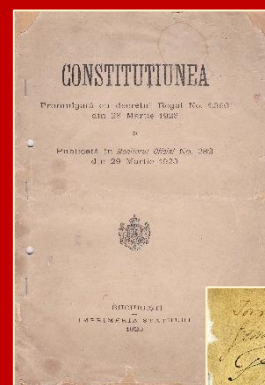 CONSTITUȚIUNEA
Promulgată cu decretul Regal No. 1360
din 28 Martie 1923
și
Publicată în Monitorul Oficial No. 282
din 29 Martie 1923
BUCUREȘTI
IMPRIMERIA STATULUI
1923